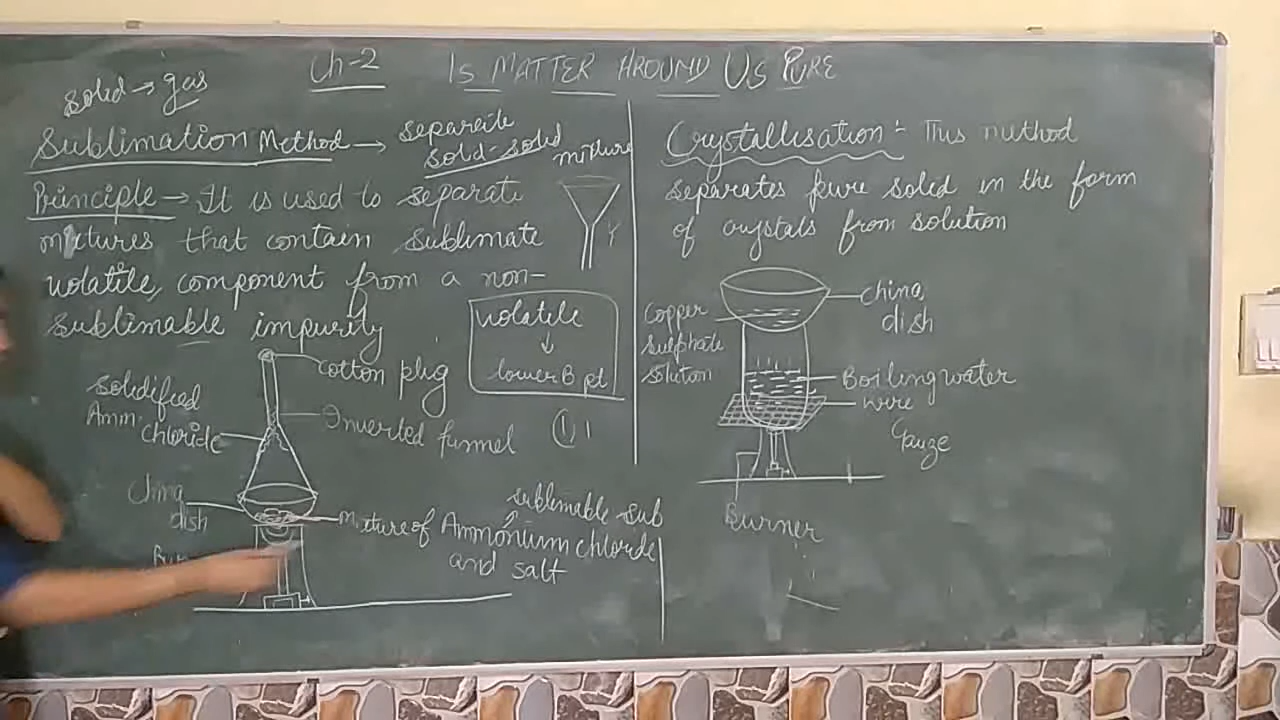 Ch-2 IS MATTER AROUND US PURE
solid → gas
Sublimation Method → separate
solid-solid
mixture
Principle → It is used to separate
mixtures that contain sublimate
volatile, component from a non-
sublimable impurity
volatile
↓
lower B pt
cotton plug
solidified
Amm
chloride
Inverted funnel
China
dish
sublimable sub
mixture of Ammonium chloride
and salt
Crystallisation :- This method
separates pure solid in the form
of crystals from solution
China
dish
Copper
sulphate
solution
Boiling water
wire
Gauze
Burner